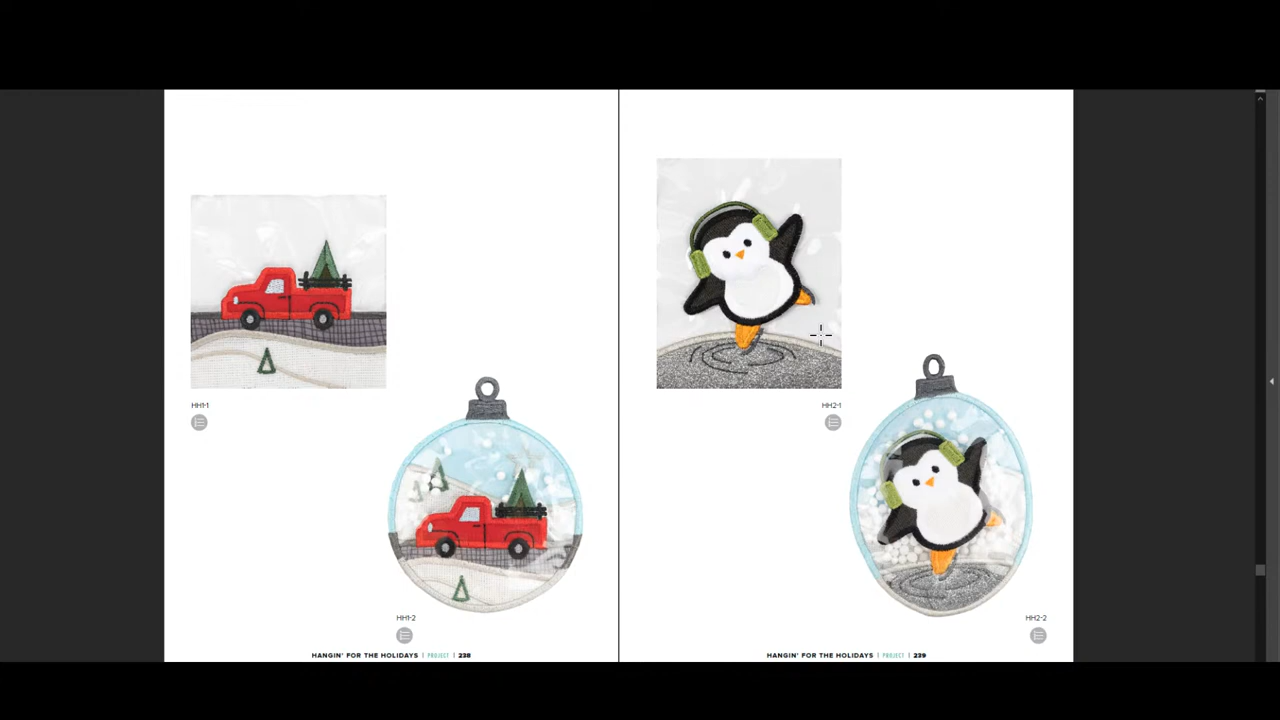 HH1-1
HH1-2
HANGIN' FOR THE HOLIDAYS | PROJECT | 238
HH2-1
HH2-2
HANGIN' FOR THE HOLIDAYS | PROJECT | 239